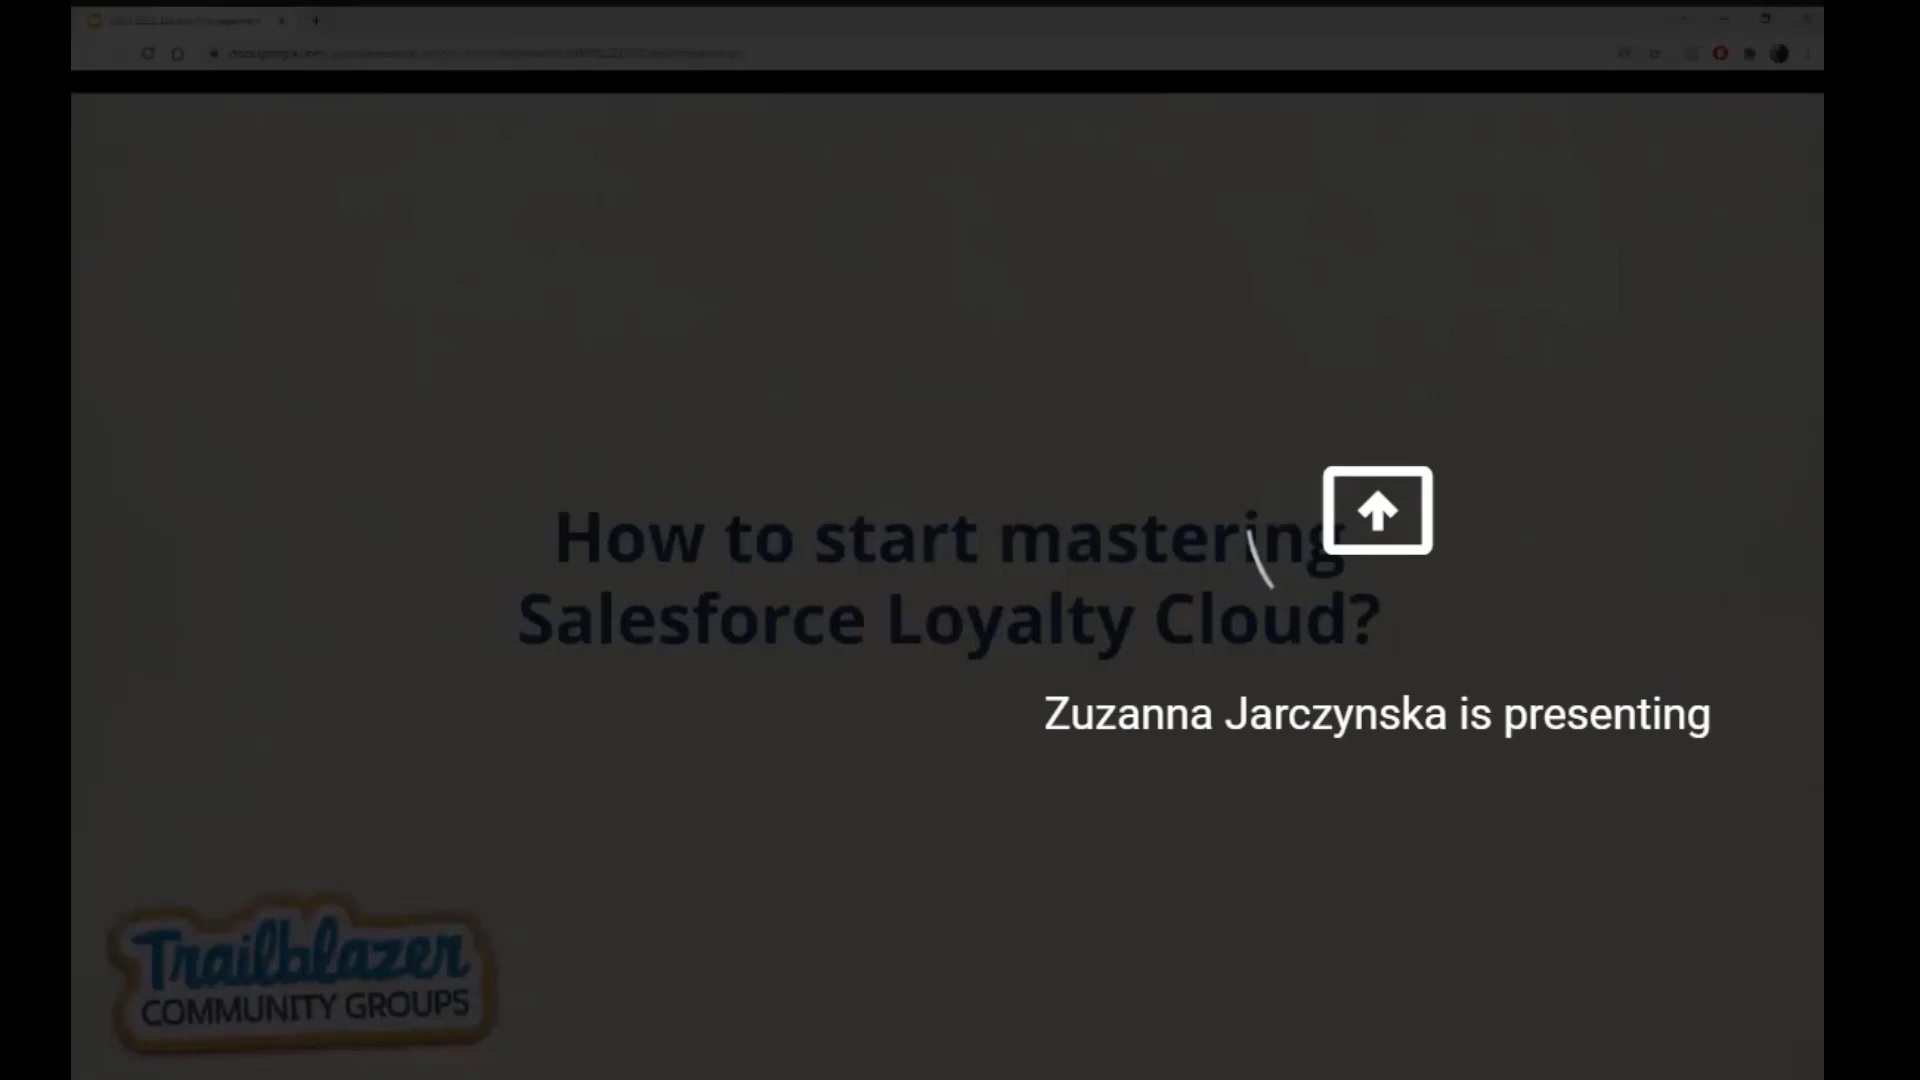 How to start mastering
Salesforce Loyalty Cloud?
Zuzanna Jarczynska is presenting
Trailblazer
COMMUNITY GROUPS